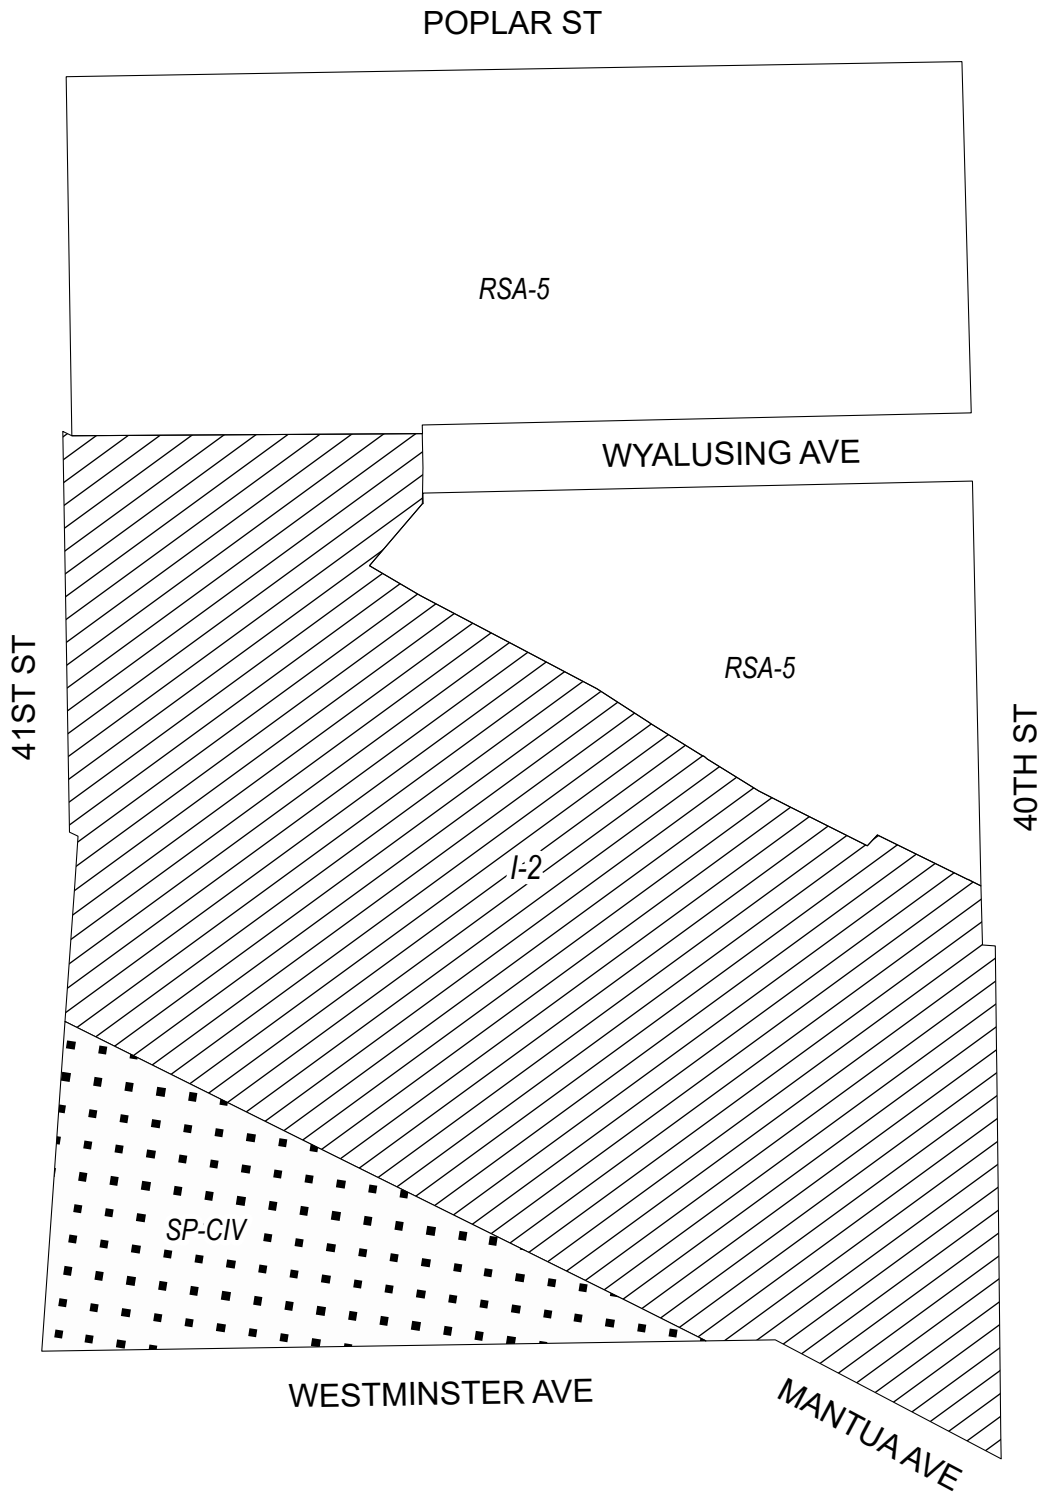 POPLAR ST
RSA-5
WYALUSING AVE
41ST ST
RSA-5
40TH ST
I-2
SP-CIV
WESTMINSTER AVE
MANTUA AVE